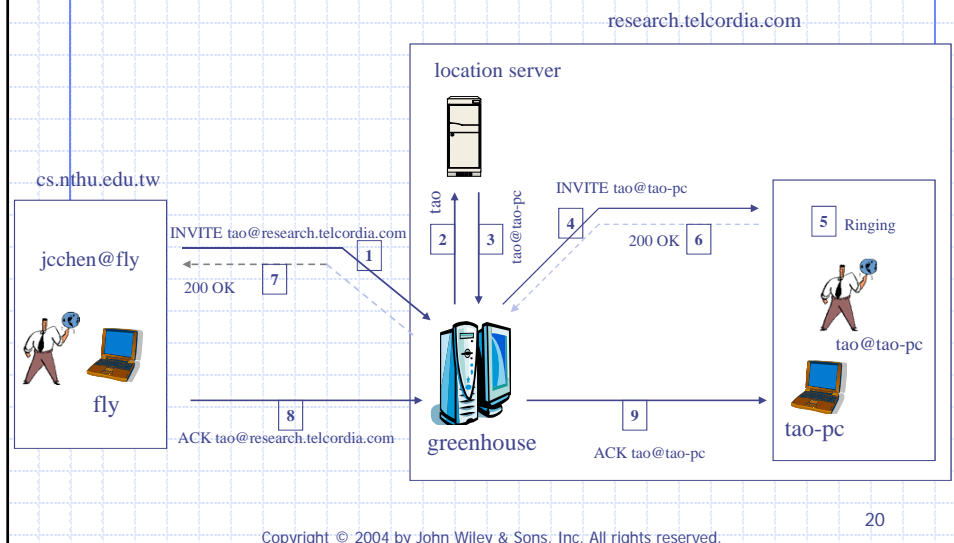 research.telcordia.com
location server
cs.nthu.edu.tw
jcchen@fly
fly
INVITE tao@research.telcordia.com
1
7
200 OK
tao
2
3
tao@tao-pc
INVITE tao@tao-pc
4
200 OK
6
5
Ringing
tao@tao-pc
tao-pc
greenhouse
8
ACK tao@research.telcordia.com
9
ACK tao@tao-pc
20
Copyright © 2004 by John Wiley & Sons, Inc. All rights reserved.